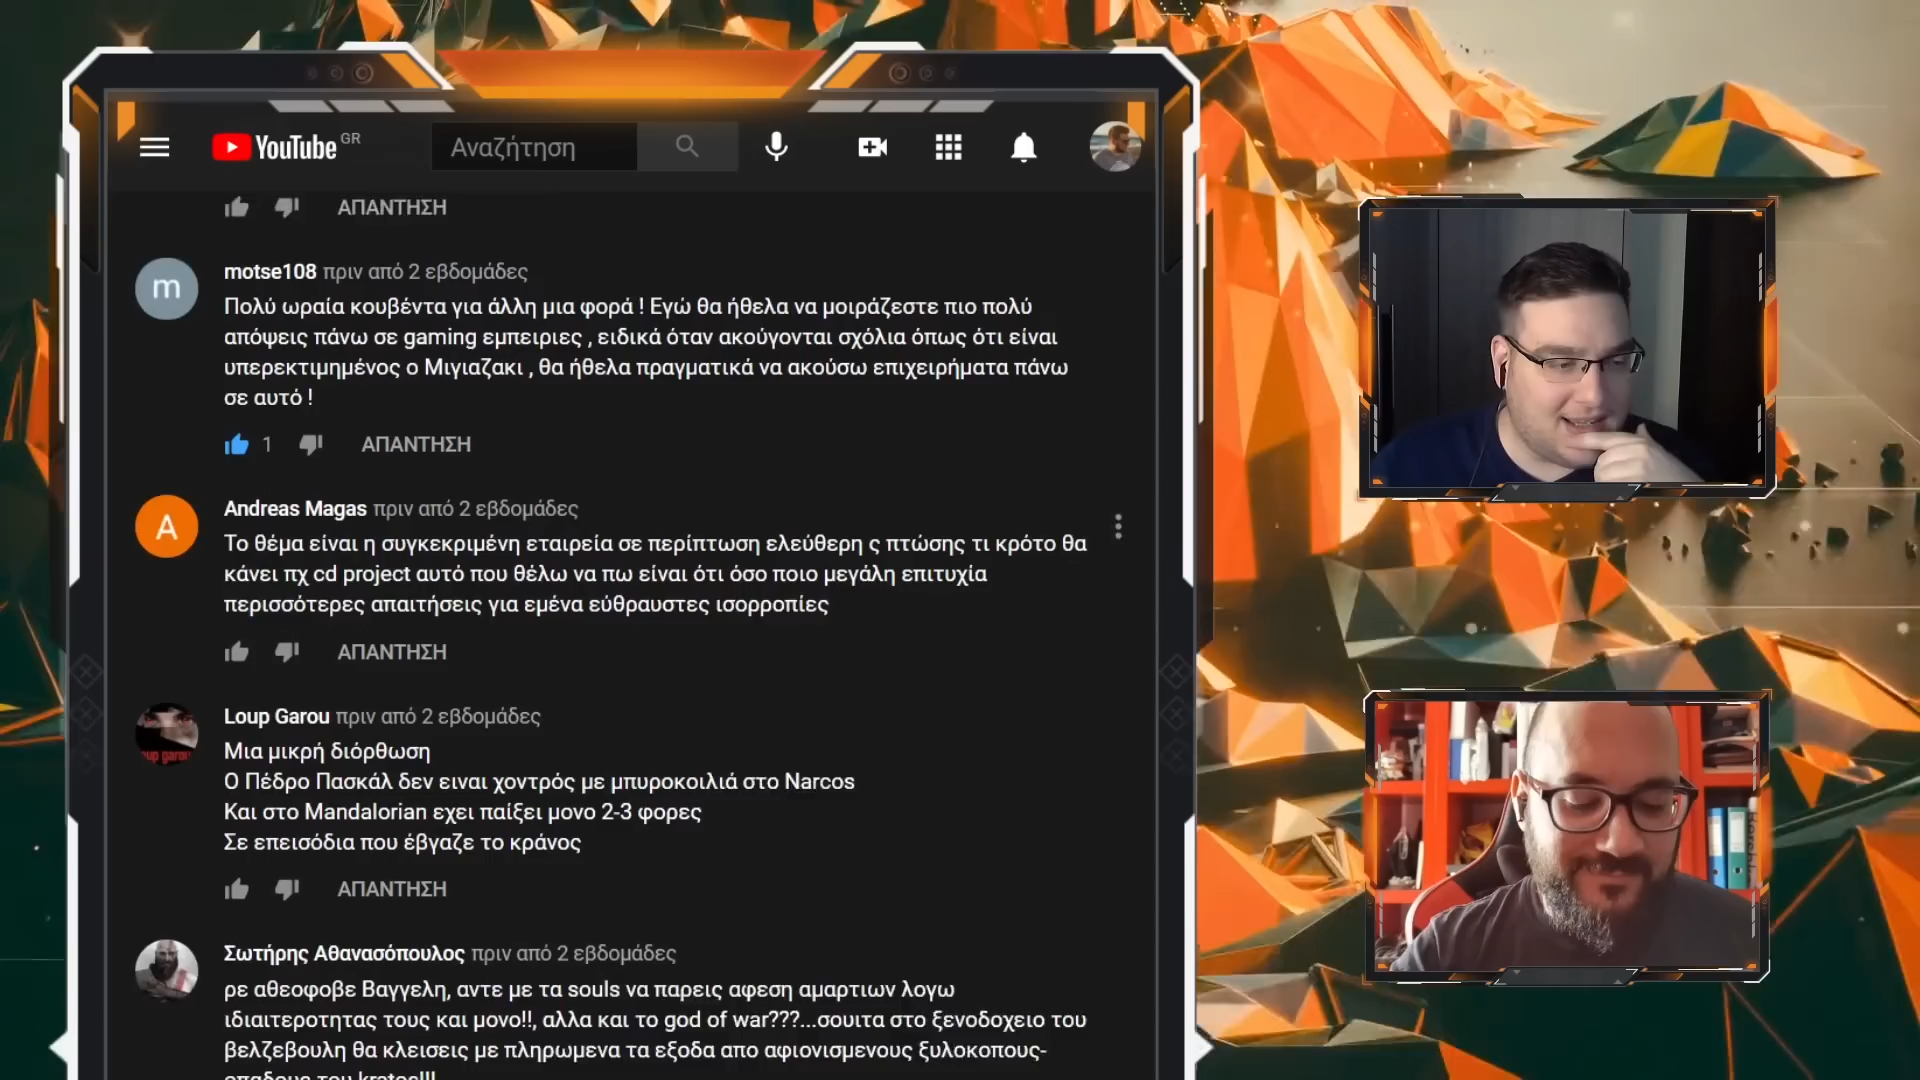 YouTube GR
Αναζήτηση
ΑΠΑΝΤΗΣΗ
m
motse108 πριν από 2 εβδομάδες
Πολύ ωραία κουβέντα για άλλη μια φορά ! Εγώ θα ήθελα να μοιράζεστε πιο πολύ
απόψεις πάνω σε gaming εμπειριες , ειδικά όταν ακούγονται σχόλια όπως ότι είναι
υπερεκτιμημένος ο Μιγιαζακι , θα ήθελα πραγματικά να ακούσω επιχειρήματα πάνω
σε αυτό !
1 ΑΠΑΝΤΗΣΗ
A
Andreas Magas πριν από 2 εβδομάδες
Το θέμα είναι η συγκεκριμένη εταιρεία σε περίπτωση ελεύθερη ς πτώσης τι κρότο θα
κάνει πχ cd project αυτό που θέλω να πω είναι ότι όσο ποιο μεγάλη επιτυχία
περισσότερες απαιτήσεις για εμένα εύθραυστες ισορροπίες
ΑΠΑΝΤΗΣΗ
Loup Garou πριν από 2 εβδομάδες
Μια μικρή διόρθωση
Ο Πέδρο Πασκάλ δεν ειναι χοντρός με μπυροκοιλιά στο Narcos
Και στο Mandalorian εχει παίξει μονο 2-3 φορες
Σε επεισόδια που έβγαζε το κράνος
ΑΠΑΝΤΗΣΗ
Σωτήρης Αθανασόπουλος πριν από 2 εβδομάδες
ρε αθεοφοβε Βαγγελη, αντε με τα souls να παρεις αφεση αμαρτιων λογω
ιδιαιτεροτητας τους και μονο!!, αλλα και το god of war???...σουιτα στο ξενοδοχειο του
βελζεβουλη θα κλεισεις με πληρωμενα τα εξοδα απο αφιονισμενους ξυλοκοπους-
οπαδους του kratos!!!